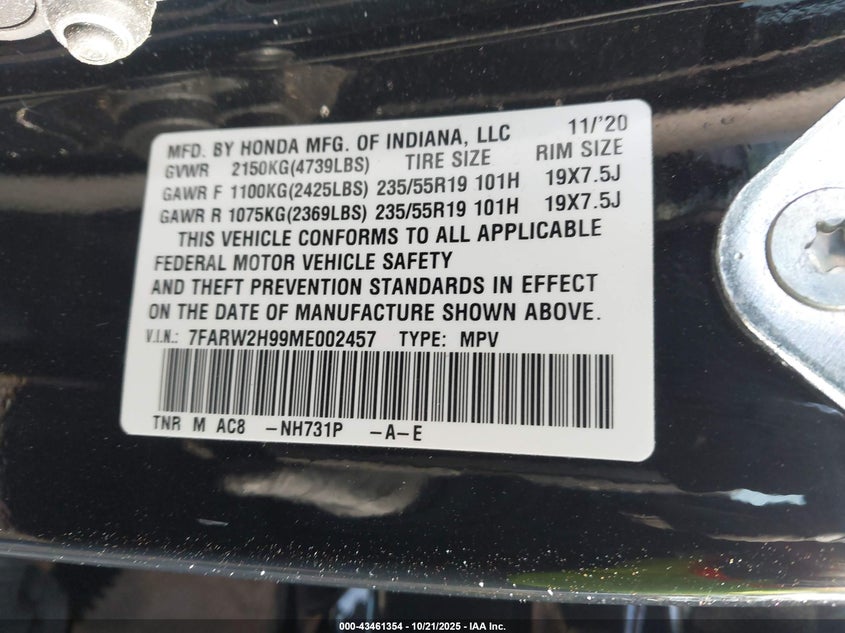 MFD. BY HONDA MFG. OF INDIANA, LLC 11/'20
GVWR 2150KG(4739LBS) TIRE SIZE RIM SIZE
GAWR F 1100KG(2425LBS) 235/55R19 101H 19X7.5J
GAWR R 1075KG(2369LBS) 235/55R19 101H 19X7.5J
THIS VEHICLE CONFORMS TO ALL APPLICABLE
FEDERAL MOTOR VEHICLE SAFETY
AND THEFT PREVENTION STANDARDS IN EFFECT
ON THE DATE OF MANUFACTURE SHOWN ABOVE.
V.I.N.: 7FARW2H99ME002457 TYPE: MPV
TNR M AC8 -NH731P -A-E
000-43461354 - 10/21/2025 - IAA Inc.